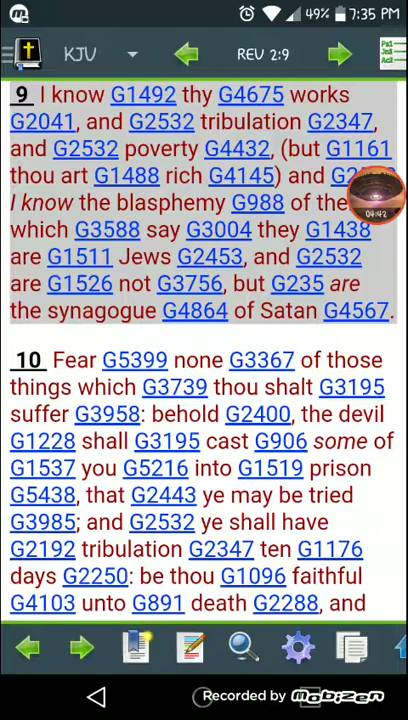 49% 7:35 PM
KJV REV 2:9 Ps1
Jn3
Ac2
9 I know G1492 thy G4675 works
G2041, and G2532 tribulation G2347,
and G2532 poverty G4432, (but G1161
thou art G1488 rich G4145) and
I know the blasphemy G988 of
which G3588 say G3004 they G1438
04:42
are G1511 Jews G2453, and G2532
are G1526 not G3756, but G235 are
the synagogue G4864 of Satan G4567.
10 Fear G5399 none G3367 of those
things which G3739 thou shalt G3195
suffer G3958: behold G2400, the devil
G1228 shall G3195 cast G906 some of
G1537 you G5216 into G1519 prison
G5438, that G2443 ye may be tried
G3985; and G2532 ye shall have
G2192 tribulation G2347 ten G1176
days G2250: be thou G1096 faithful
G4103 unto G891 death G2288, and
Recorded by mobizen